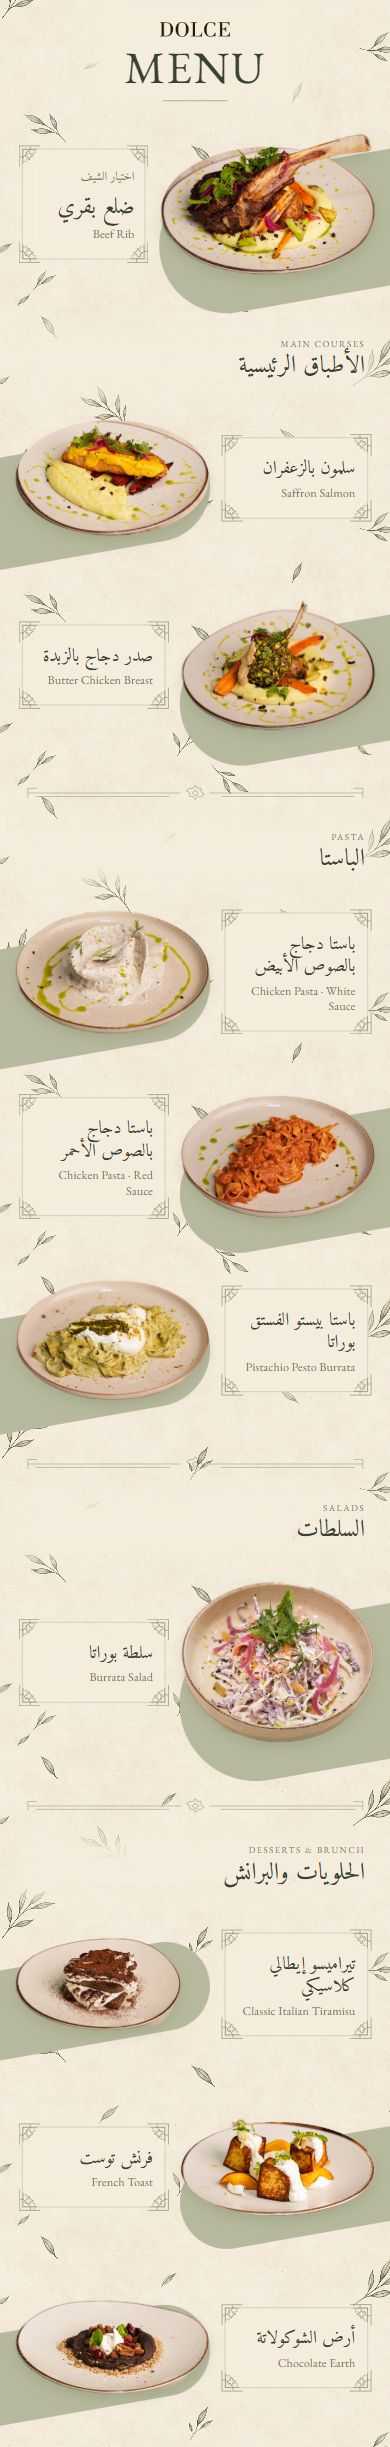 DOLCE
MENU
اختيار الشيف
ضلع بقري
Beef Rib
MAIN COURSES
الأطباق الرئيسية
سلمون بالزعفران
Saffron Salmon
صدر دجاج بالزبدة
Butter Chicken Breast
PASTA
الباستا
باستا دجاج
بالصوص الأبيض
Chicken Pasta · White
Sauce
باستا دجاج
بالصوص الأحمر
Chicken Pasta · Red
Sauce
باستا بيستو الفستق
بوراتا
Pistachio Pesto Burrata
SALADS
السلطات
سلطة بوراتا
Burrata Salad
DESSERTS & BRUNCH
الحلويات والبرانش
تيراميسو إيطالي
كلاسيكي
Classic Italian Tiramisu
فرنش توست
French Toast
أرض الشوكولاتة
Chocolate Earth